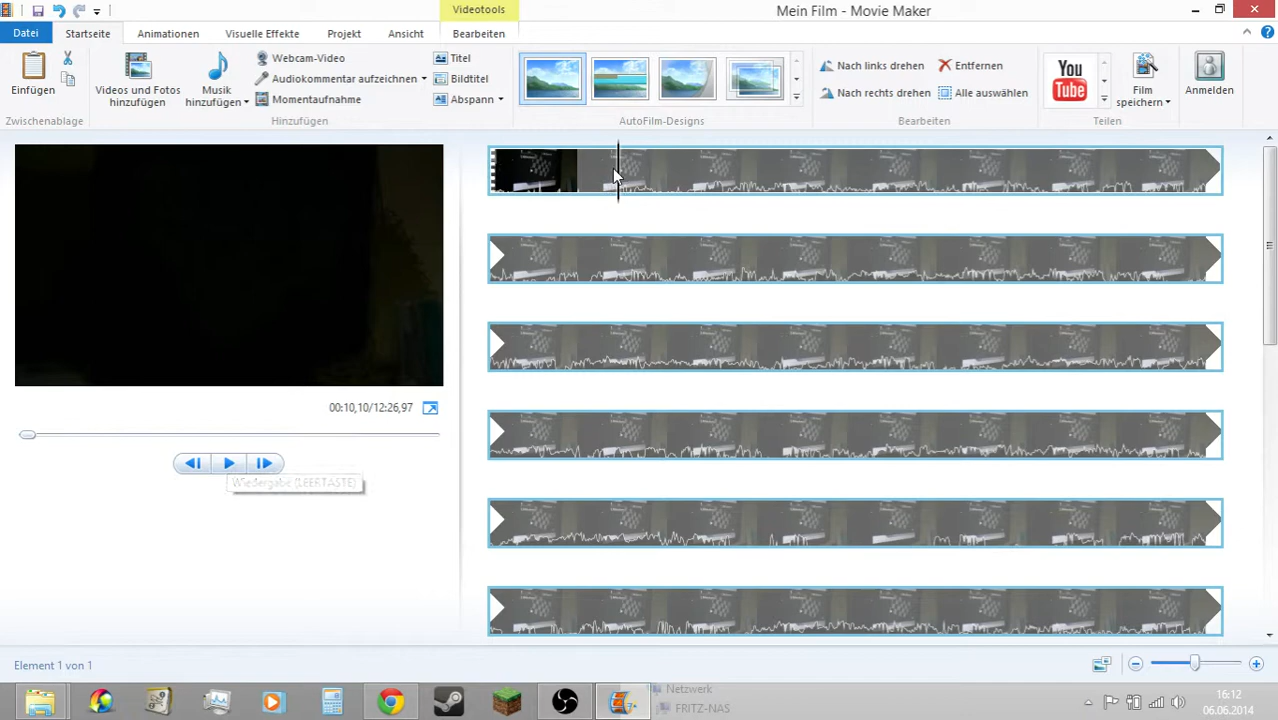 Videotools
Mein Film - Movie Maker
Datei
Startseite
Animationen
Visuelle Effekte
Projekt
Ansicht
Bearbeiten
Einfügen
Zwischenablage
Videos und Fotos
hinzufügen
Musik
hinzufügen
Webcam-Video
Audiokommentar aufzeichnen
Momentaufnahme
Titel
Bildtitel
Abspann
Hinzufügen
AutoFilm-Designs
Nach links drehen
Nach rechts drehen
Entfernen
Alle auswählen
Bearbeiten
You
Tube
Film
speichern
Teilen
Anmelden
00:10,10/12:26,97
Wiedergabe (LEERTASTE)
Element 1 von 1
Netzwerk
FRITZ-NAS
16:12
06.06.2014